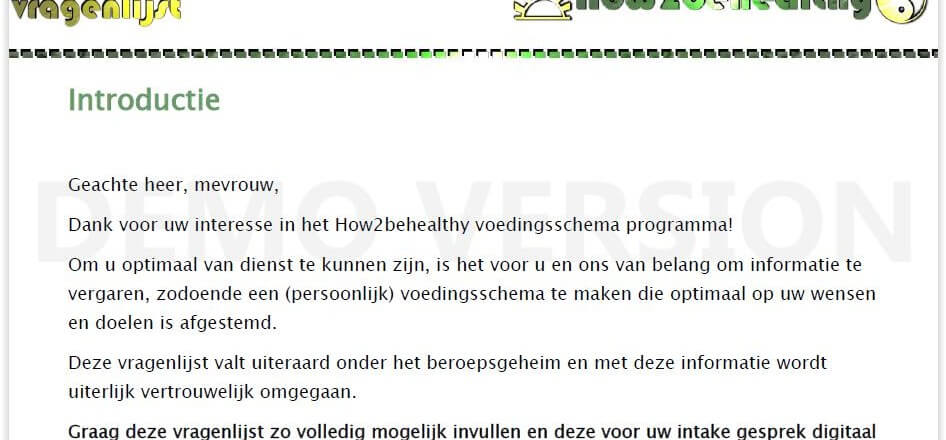 vragenlijst
how2behealthy
Introductie
DEMO VERSION
Geachte heer, mevrouw,
Dank voor uw interesse in het How2behealthy voedingsschema programma!
Om u optimaal van dienst te kunnen zijn, is het voor u en ons van belang om informatie te
vergaren, zodoende een (persoonlijk) voedingsschema te maken die optimaal op uw wensen
en doelen is afgestemd.
Deze vragenlijst valt uiteraard onder het beroepsgeheim en met deze informatie wordt
uiterlijk vertrouwelijk omgegaan.
Graag deze vragenlijst zo volledig mogelijk invullen en deze voor uw intake gesprek digitaal